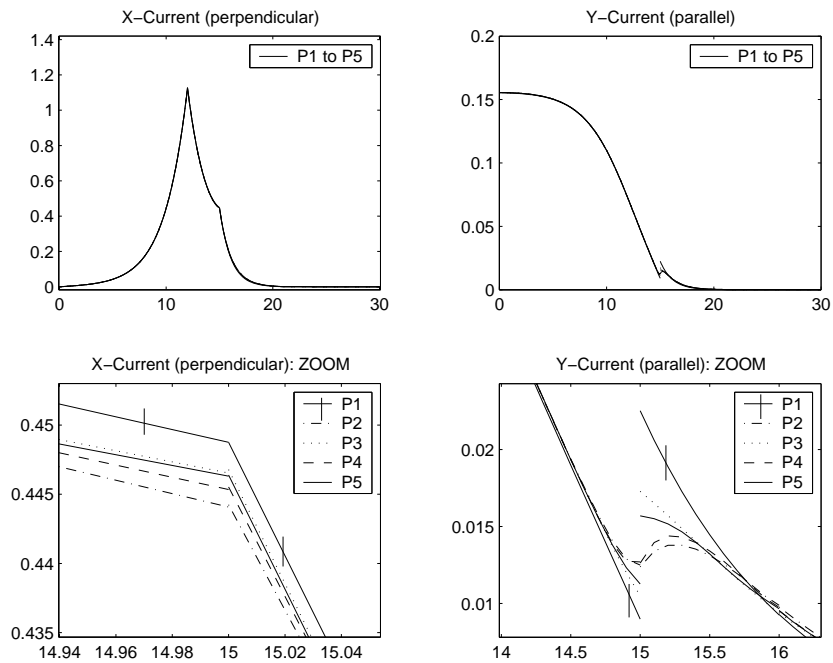 X−Current (perpendicular)
1.4
1.2
1
0.8
0.6
0.4
0.2
0
0 10 20 30
P1 to P5
Y−Current (parallel)
0.2
0.15
0.1
0.05
0
0 10 20 30
P1 to P5
X−Current (perpendicular): ZOOM
0.45
0.445
0.44
0.435
14.94 14.96 14.98 15 15.02 15.04
P1
P2
P3
P4
P5
Y−Current (parallel): ZOOM
0.02
0.015
0.01
14 14.5 15 15.5 16
P1
P2
P3
P4
P5